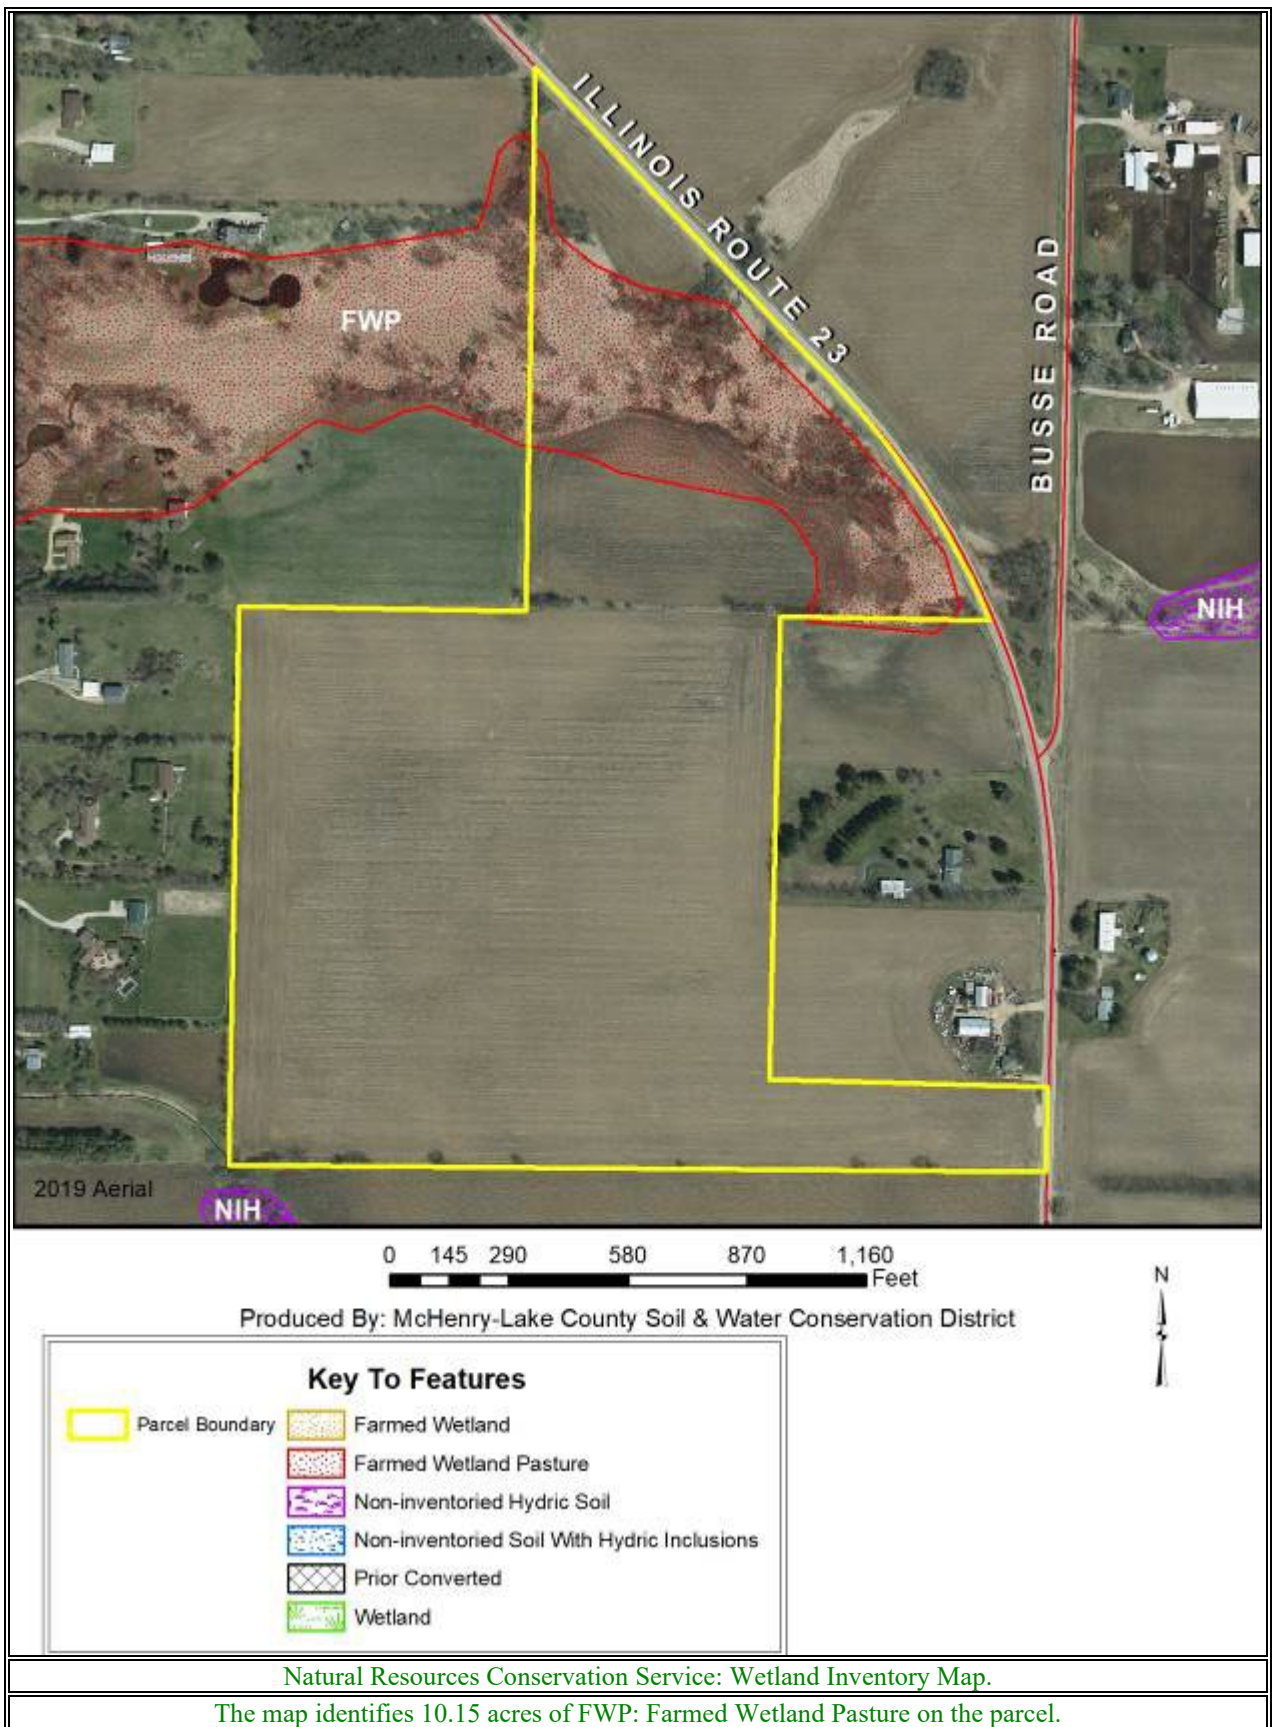 ILLINOIS ROUTE 23
BUSSE ROAD
FWP
NIH
2019 Aerial
NIH
0 145 290 580 870 1,160
Feet
N
Produced By: McHenry-Lake County Soil & Water Conservation District
Key To Features
Parcel Boundary
Farmed Wetland
Farmed Wetland Pasture
Non-inventoried Hydric Soil
Non-inventoried Soil With Hydric Inclusions
Prior Converted
Wetland
Natural Resources Conservation Service: Wetland Inventory Map.
The map identifies 10.15 acres of FWP: Farmed Wetland Pasture on the parcel.